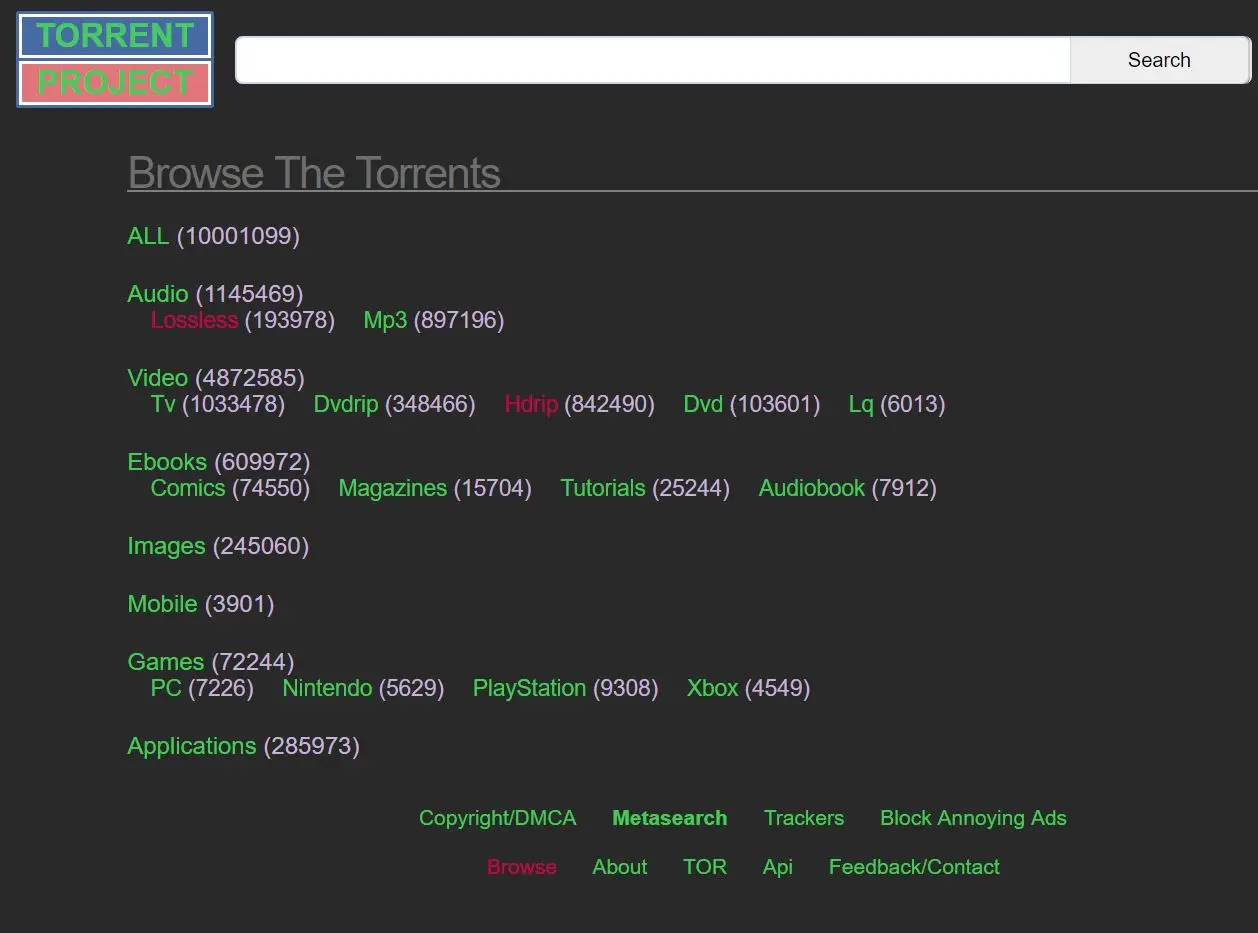 TORRENT
PROJECT
Search
Browse The Torrents
ALL (10001099)
Audio (1145469)
Lossless (193978) Mp3 (897196)
Video (4872585)
Tv (1033478) Dvdrip (348466) Hdrip (842490) Dvd (103601) Lq (6013)
Ebooks (609972)
Comics (74550) Magazines (15704) Tutorials (25244) Audiobook (7912)
Images (245060)
Mobile (3901)
Games (72244)
PC (7226) Nintendo (5629) PlayStation (9308) Xbox (4549)
Applications (285973)
Copyright/DMCA Metasearch Trackers Block Annoying Ads
Browse About TOR Api Feedback/Contact